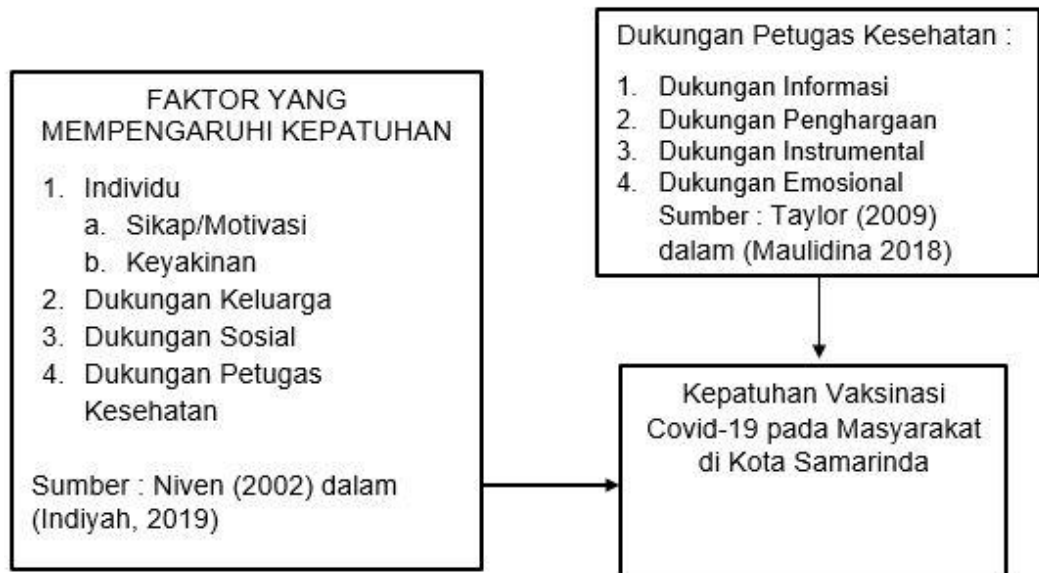 FAKTOR YANG
MEMPENGARUHI KEPATUHAN
1. Individu
a. Sikap/Motivasi
b. Keyakinan
2. Dukungan Keluarga
3. Dukungan Sosial
4. Dukungan Petugas
Kesehatan
Sumber : Niven (2002) dalam
(Indiyah, 2019)
Dukungan Petugas Kesehatan :
1. Dukungan Informasi
2. Dukungan Penghargaan
3. Dukungan Instrumental
4. Dukungan Emosional
Sumber : Taylor (2009)
dalam (Maulidina 2018)
Kepatuhan Vaksinasi
Covid-19 pada Masyarakat
di Kota Samarinda